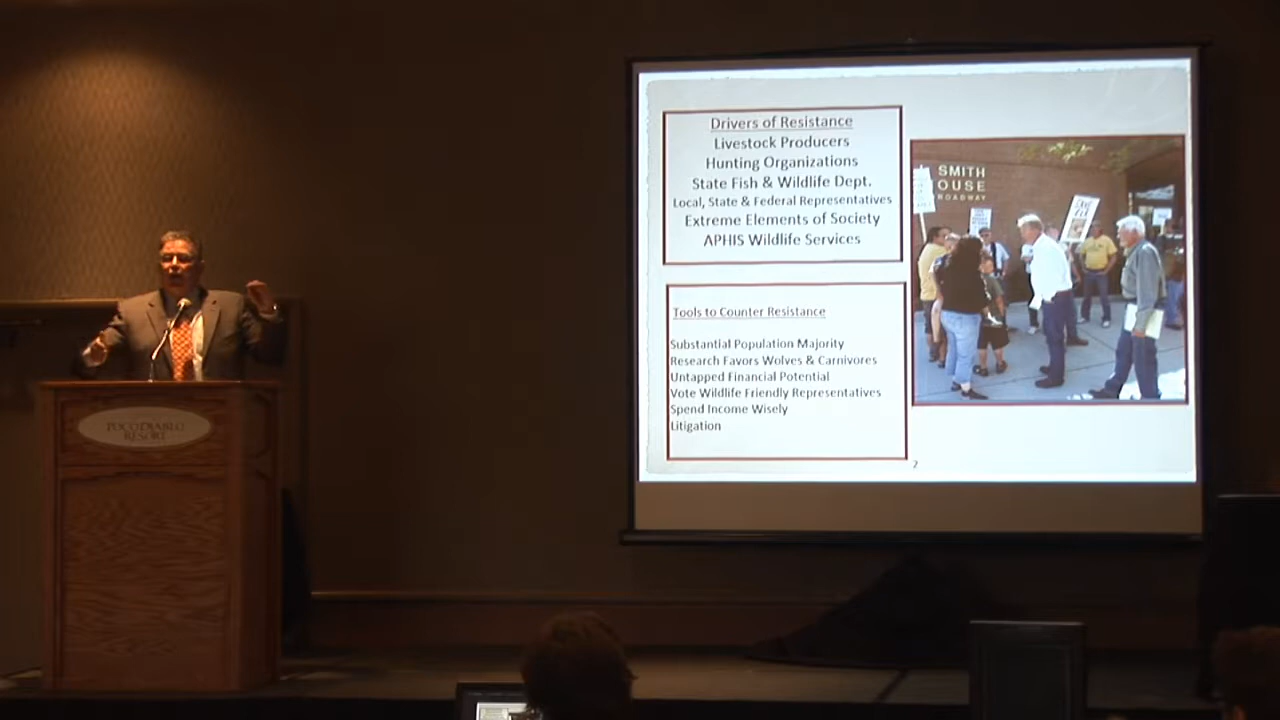 POCO DIABLO
RESORT
Drivers of Resistance
Livestock Producers
Hunting Organizations
State Fish & Wildlife Dept.
Local, State & Federal Representatives
Extreme Elements of Society
APHIS Wildlife Services
Tools to Counter Resistance
Substantial Population Majority
Research Favors Wolves & Carnivores
Untapped Financial Potential
Vote Wildlife Friendly Representatives
Spend Income Wisely
Litigation
SMITH
OUSE
ROADWAY
2